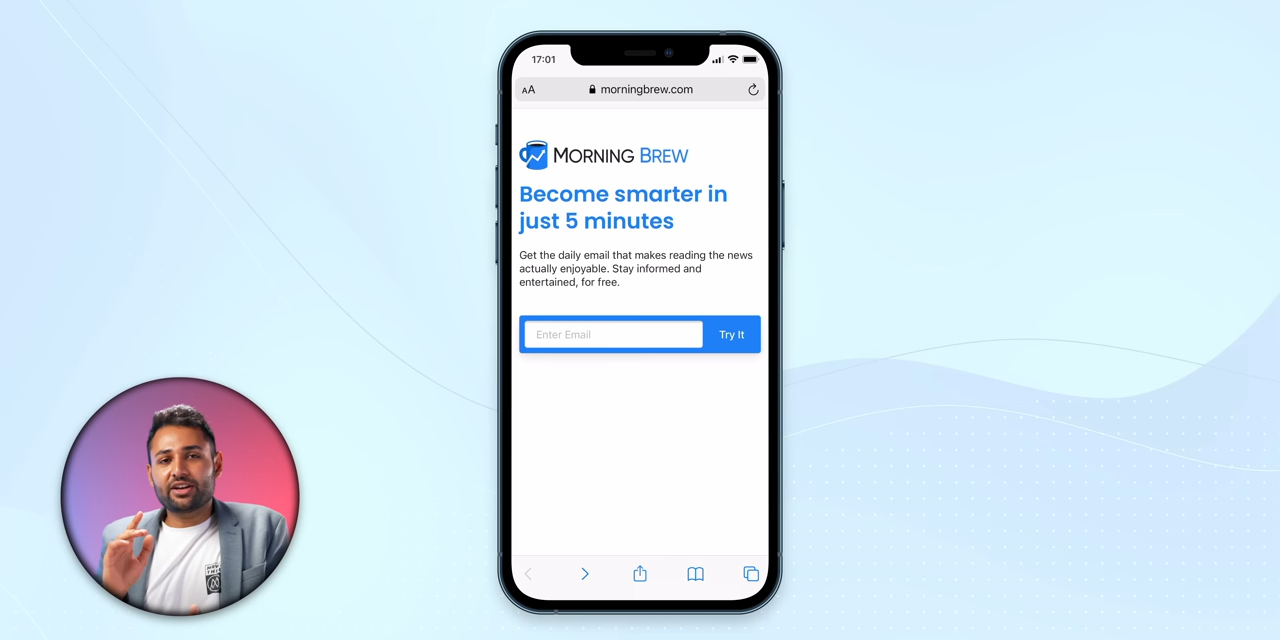 17:01
AA morningbrew.com
MORNING BREW
Become smarter in
just 5 minutes
Get the daily email that makes reading the news
actually enjoyable. Stay informed and
entertained, for free.
Enter Email Try It